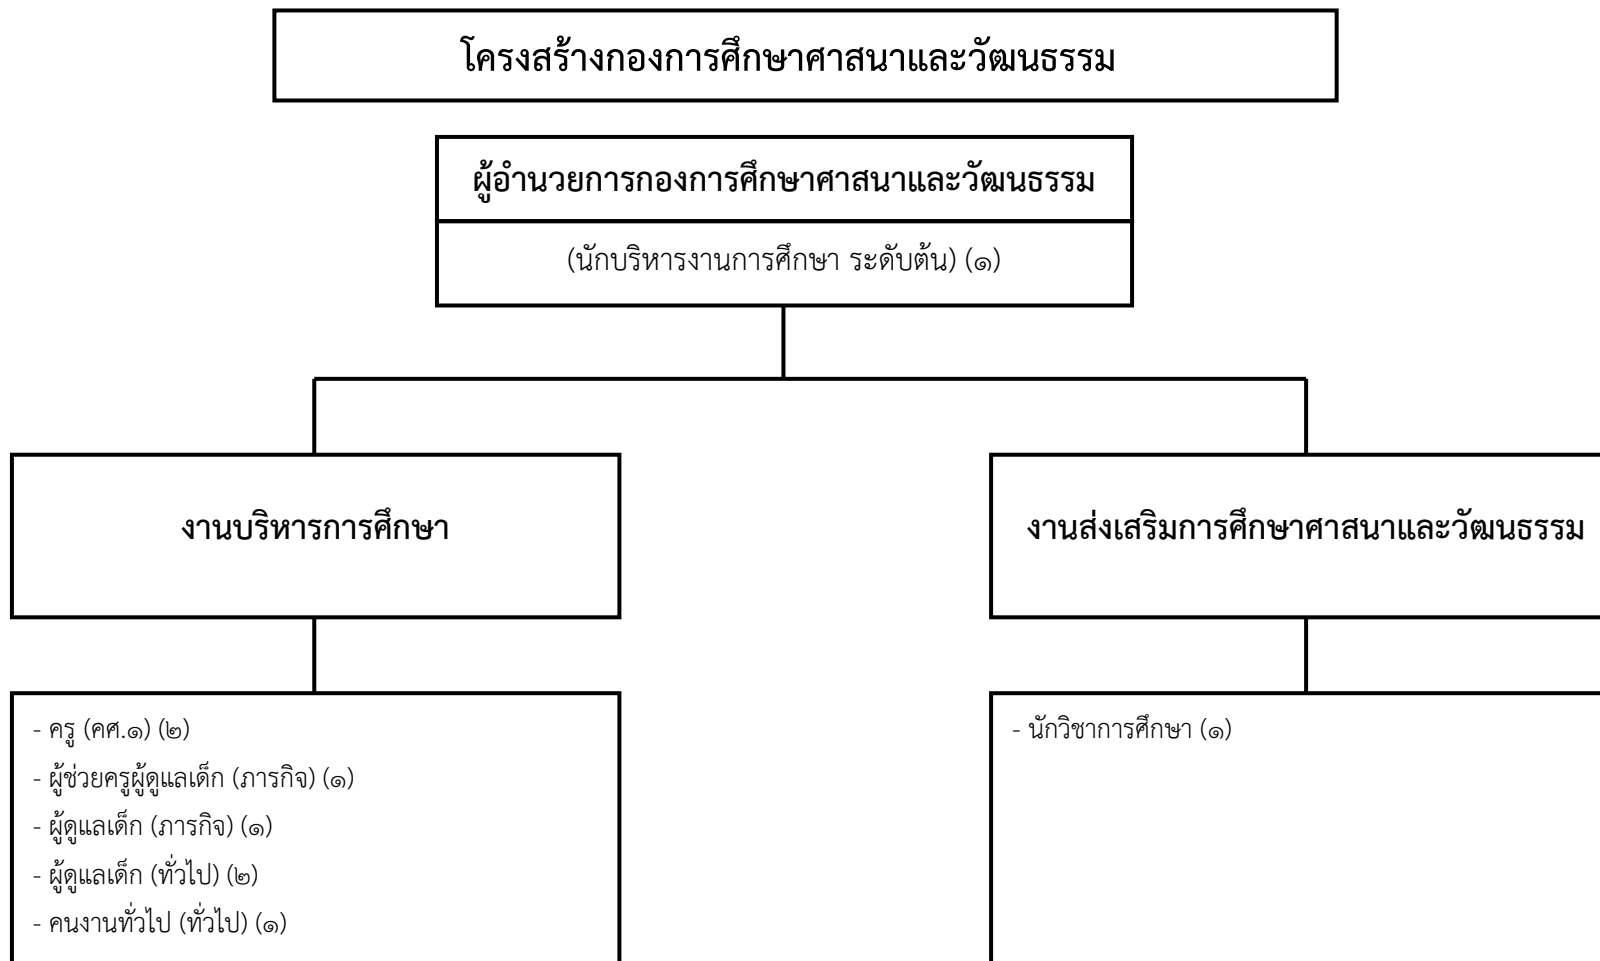 โครงสร้างกองการศึกษาศาสนาและวัฒนธรรม
ผู้อำนวยการกองการศึกษาศาสนาและวัฒนธรรม
(นักบริหารงานการศึกษา ระดับต้น) (๑)
งานบริหารการศึกษา
งานส่งเสริมการศึกษาศาสนาและวัฒนธรรม
- ครู (คศ.๑) (๒)
- ผู้ช่วยครูผู้ดูแลเด็ก (ภารกิจ) (๑)
- ผู้ดูแลเด็ก (ภารกิจ) (๑)
- ผู้ดูแลเด็ก (ทั่วไป) (๒)
- คนงานทั่วไป (ทั่วไป) (๑)
- นักวิชาการศึกษา (๑)